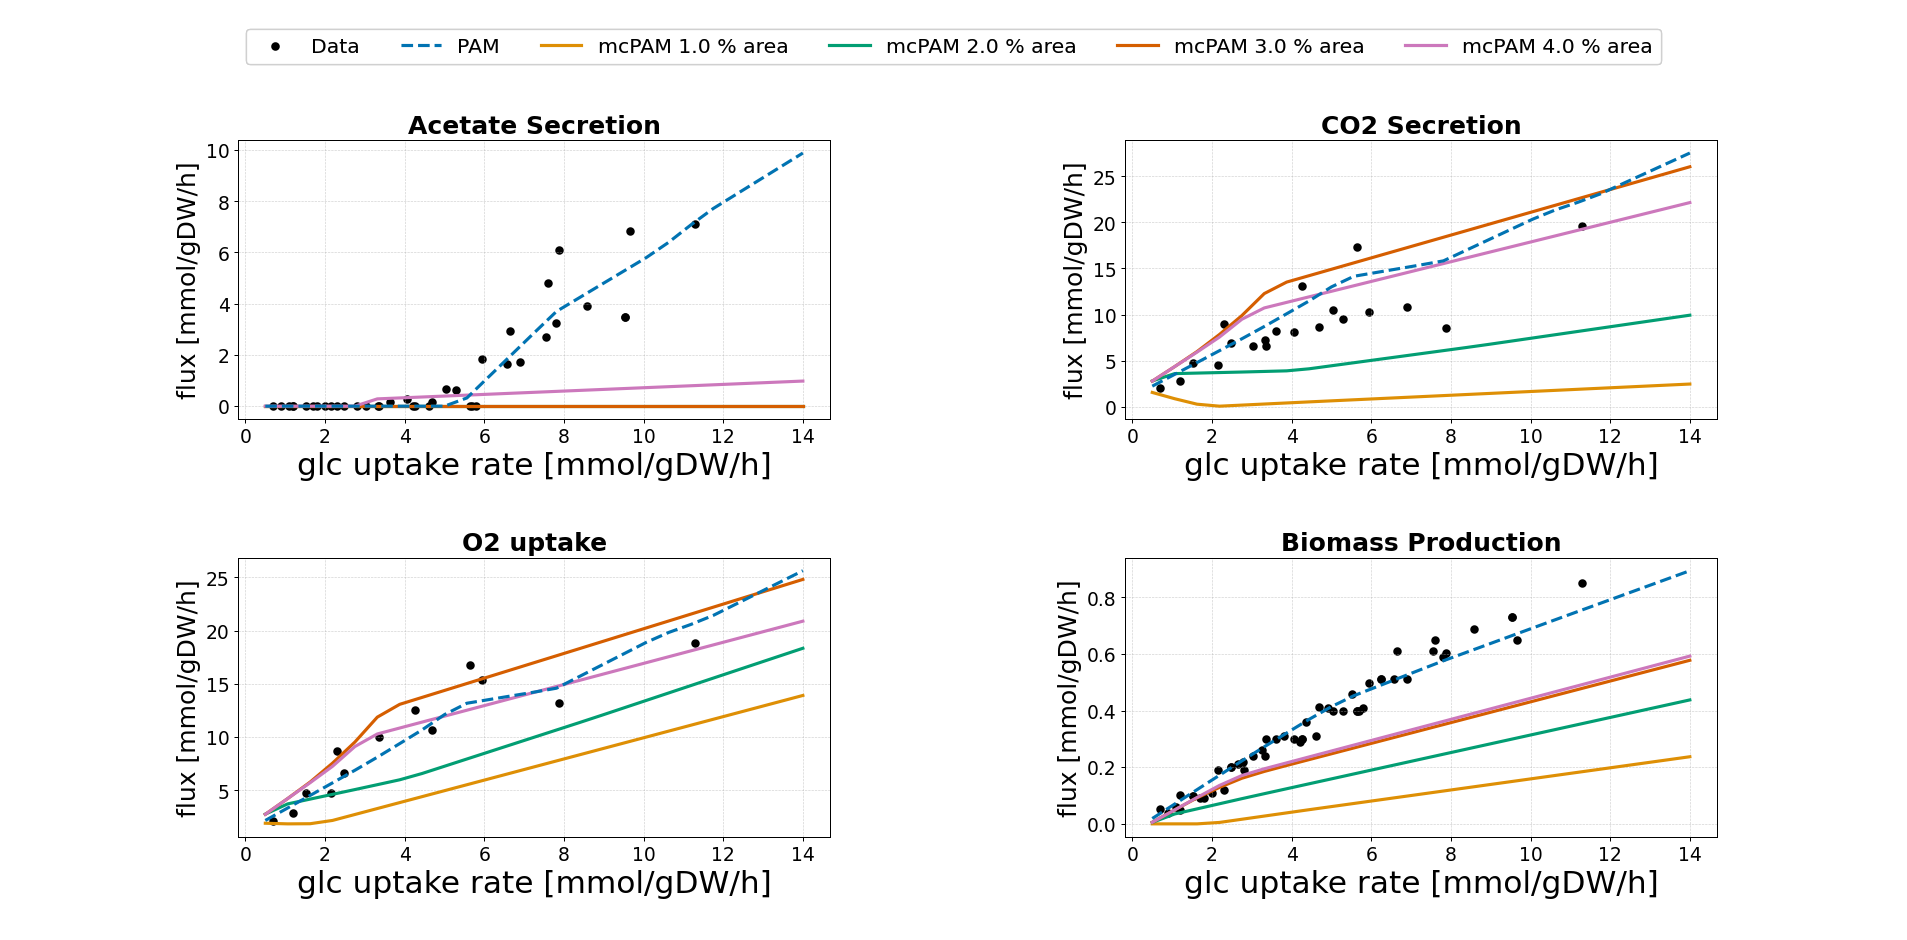 Data PAM mcPAM 1.0 % area mcPAM 2.0 % area mcPAM 3.0 % area mcPAM 4.0 % area
Acetate Secretion
flux [mmol/gDW/h]
10
8
6
4
2
0
0 2 4 6 8 10 12 14
glc uptake rate [mmol/gDW/h]
CO2 Secretion
flux [mmol/gDW/h]
25
20
15
10
5
0
0 2 4 6 8 10 12 14
glc uptake rate [mmol/gDW/h]
O2 uptake
flux [mmol/gDW/h]
25
20
15
10
5
0 2 4 6 8 10 12 14
glc uptake rate [mmol/gDW/h]
Biomass Production
flux [mmol/gDW/h]
0.8
0.6
0.4
0.2
0.0
0 2 4 6 8 10 12 14
glc uptake rate [mmol/gDW/h]